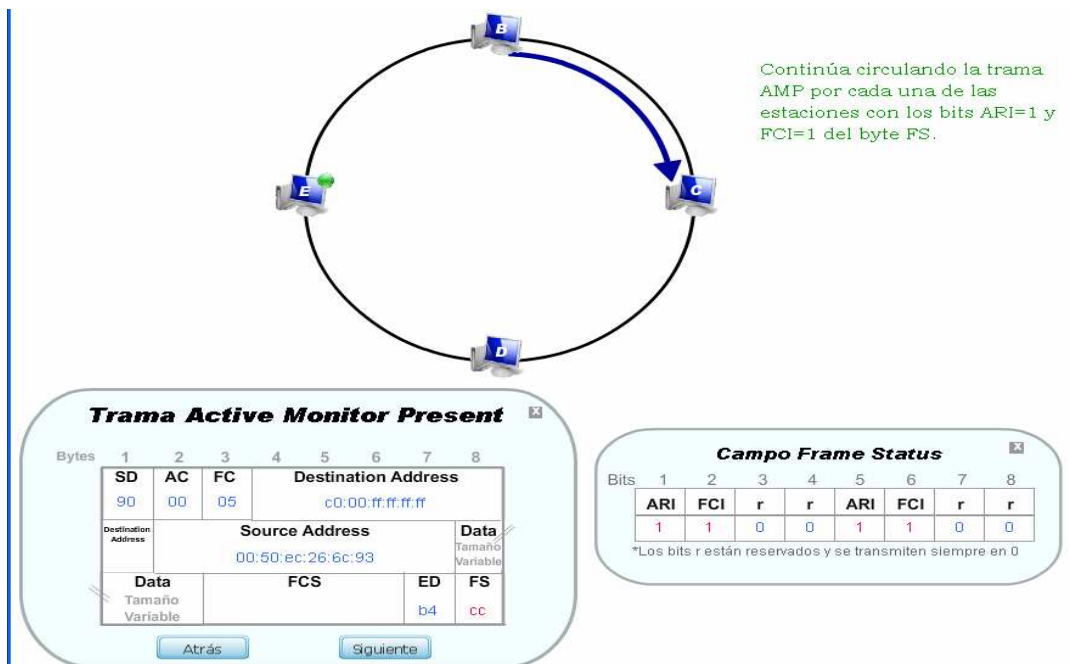 B
Continúa circulando la trama
AMP por cada una de las
estaciones con los bits ARI=1 y
FCI=1 del byte FS.
E
C
D
Trama Active Monitor Present
x
Bytes 1 2 3 4 5 6 7 8
SD AC FC Destination Address
90 00 05 c0:00:ff:ff:ff:ff
Destination
Address
Source Address
00:50:ec:26:6c:93
Data
Tamaño
Variable
Data
Tamaño
Variable
FCS
ED FS
b4 cc
Atrás Siguiente
Campo Frame Status
x
Bits 1 2 3 4 5 6 7 8
ARI FCI r r ARI FCI r r
1 1 0 0 1 1 0 0
*Los bits r están reservados y se transmiten siempre en 0